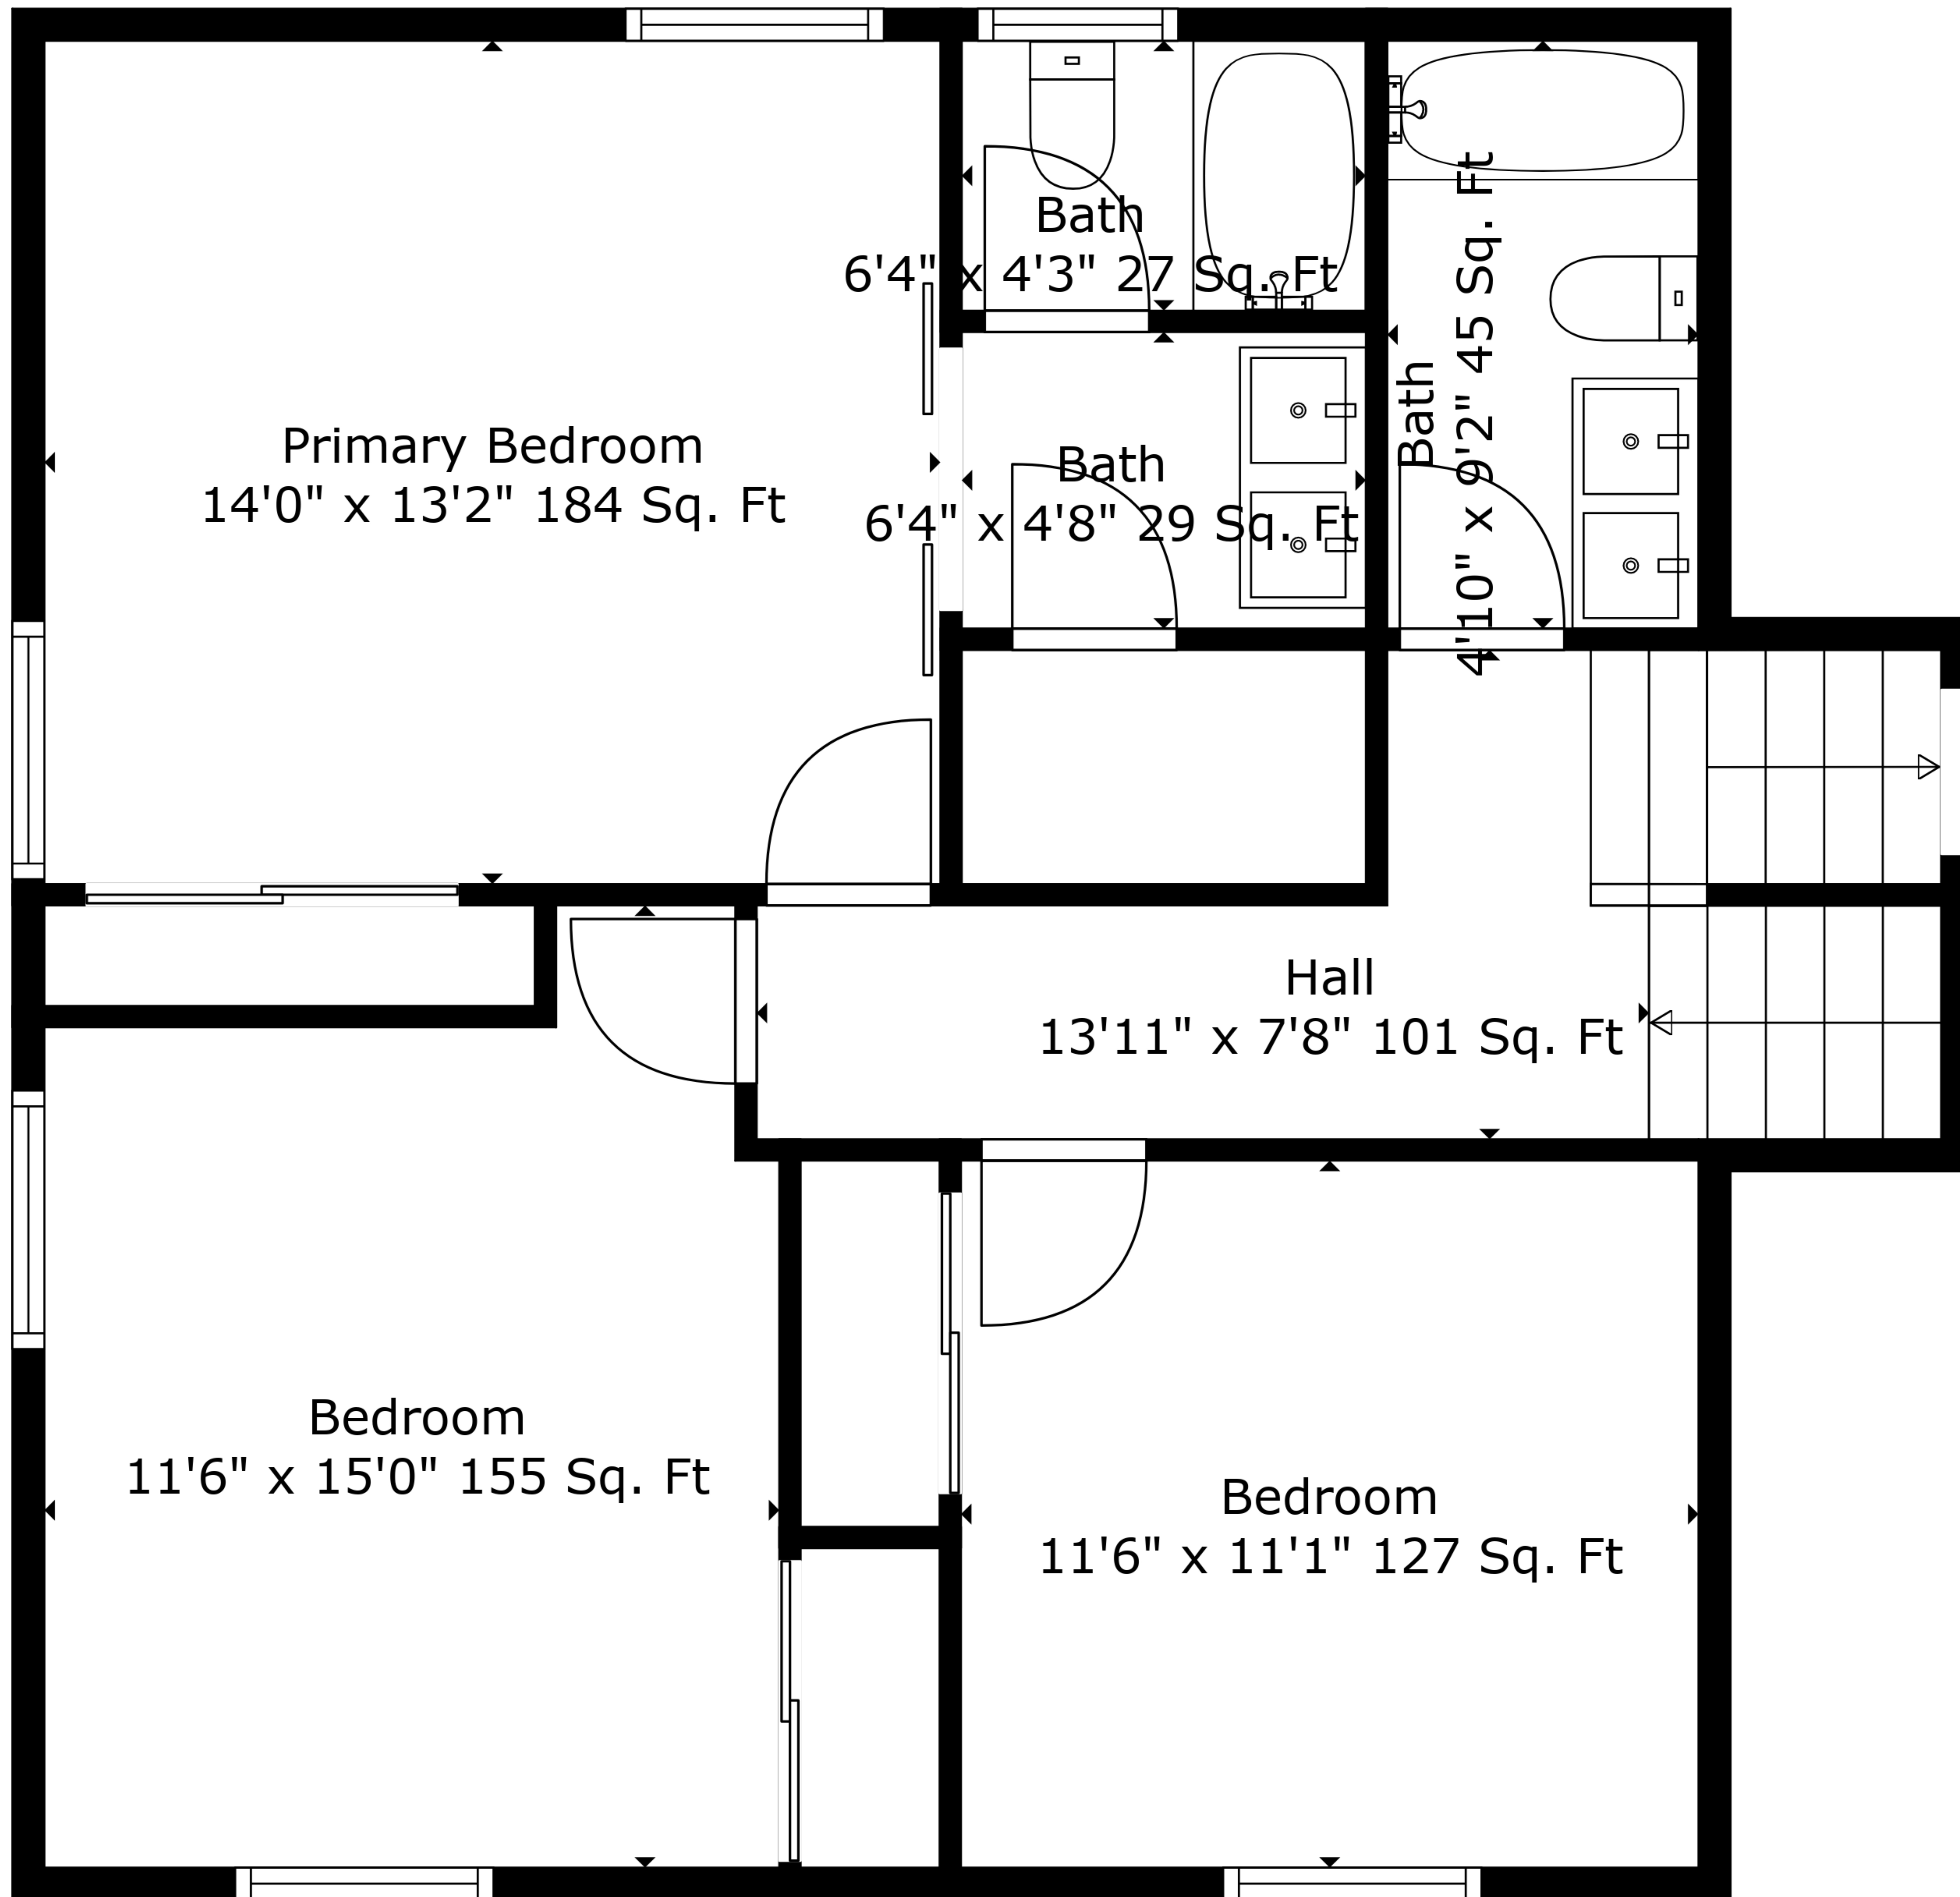 Bath
6'4" x 4'3" 27 Sq. Ft
Bath
4'10" x 9'2" 45 Sq. Ft
Primary Bedroom
14'0" x 13'2" 184 Sq. Ft
Bath
6'4" x 4'8" 29 Sq. Ft
Hall
13'11" x 7'8" 101 Sq. Ft
Bedroom
11'6" x 15'0" 155 Sq. Ft
Bedroom
11'6" x 11'1" 127 Sq. Ft